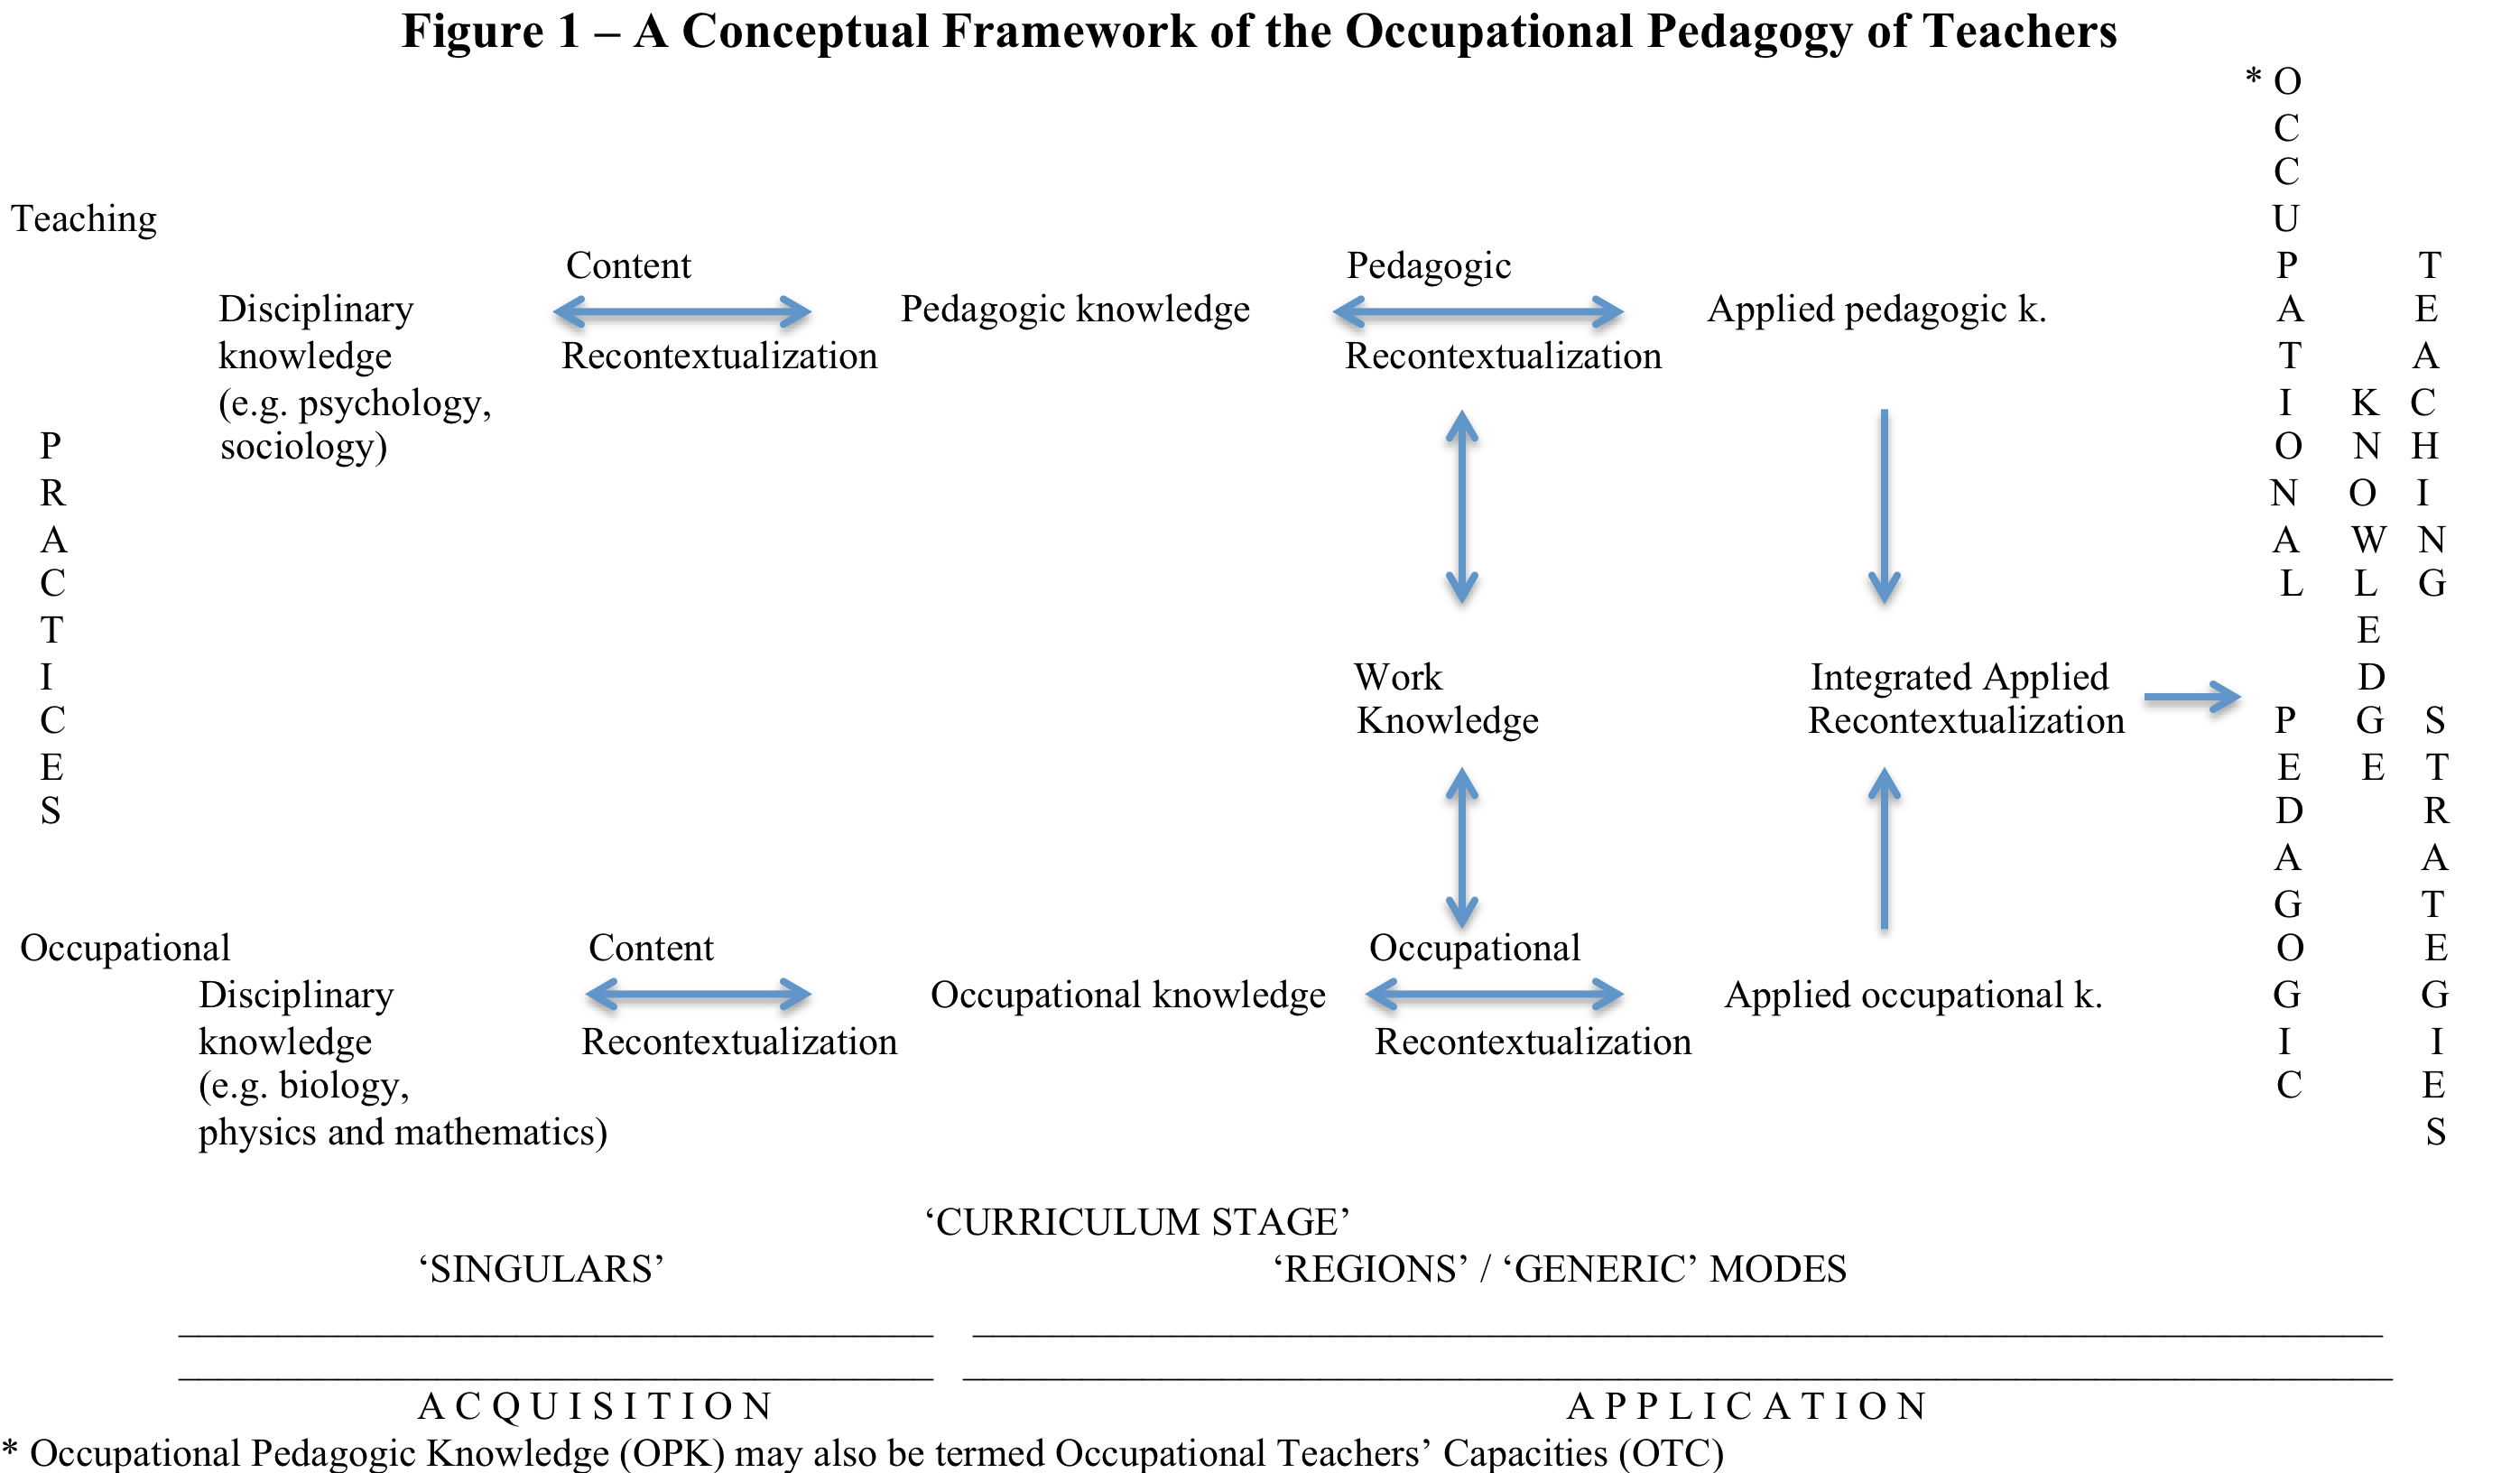 Figure 1 – A Conceptual Framework of the Occupational Pedagogy of Teachers
* OCCUPATIONAL PEDAGOGIC
KNOWLEDGE
TEACHING STRATEGIES
PRACTICES
Teaching
Content
Pedagogic
Disciplinary
Pedagogic knowledge
Applied pedagogic k.
knowledge
Recontextualization
Recontextualization
(e.g. psychology,
sociology)
Work
Integrated Applied
Knowledge
Recontextualization
Occupational
Content
Occupational
Disciplinary
Occupational knowledge
Applied occupational k.
knowledge
Recontextualization
Recontextualization
(e.g. biology,
physics and mathematics)
‘CURRICULUM STAGE’
‘SINGULARS’
‘REGIONS’ / ‘GENERIC’ MODES
A C Q U I S I T I O N
A P P L I C A T I O N
* Occupational Pedagogic Knowledge (OPK) may also be termed Occupational Teachers’ Capacities (OTC)